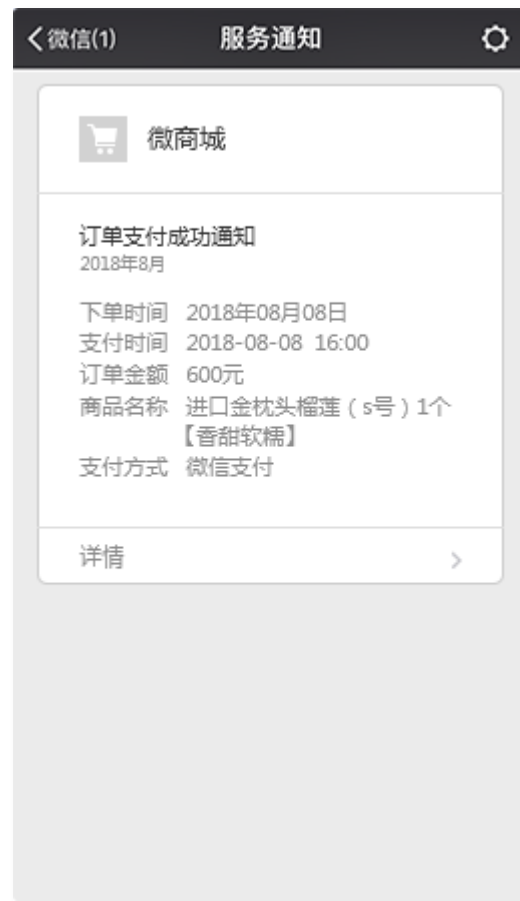 微信(1) 服务通知
微商城
订单支付成功通知
2018年8月
下单时间 2018年08月08日
支付时间 2018-08-08 16:00
订单金额 600元
商品名称 进口金枕头榴莲（s号）1个
【香甜软糯】
支付方式 微信支付
详情